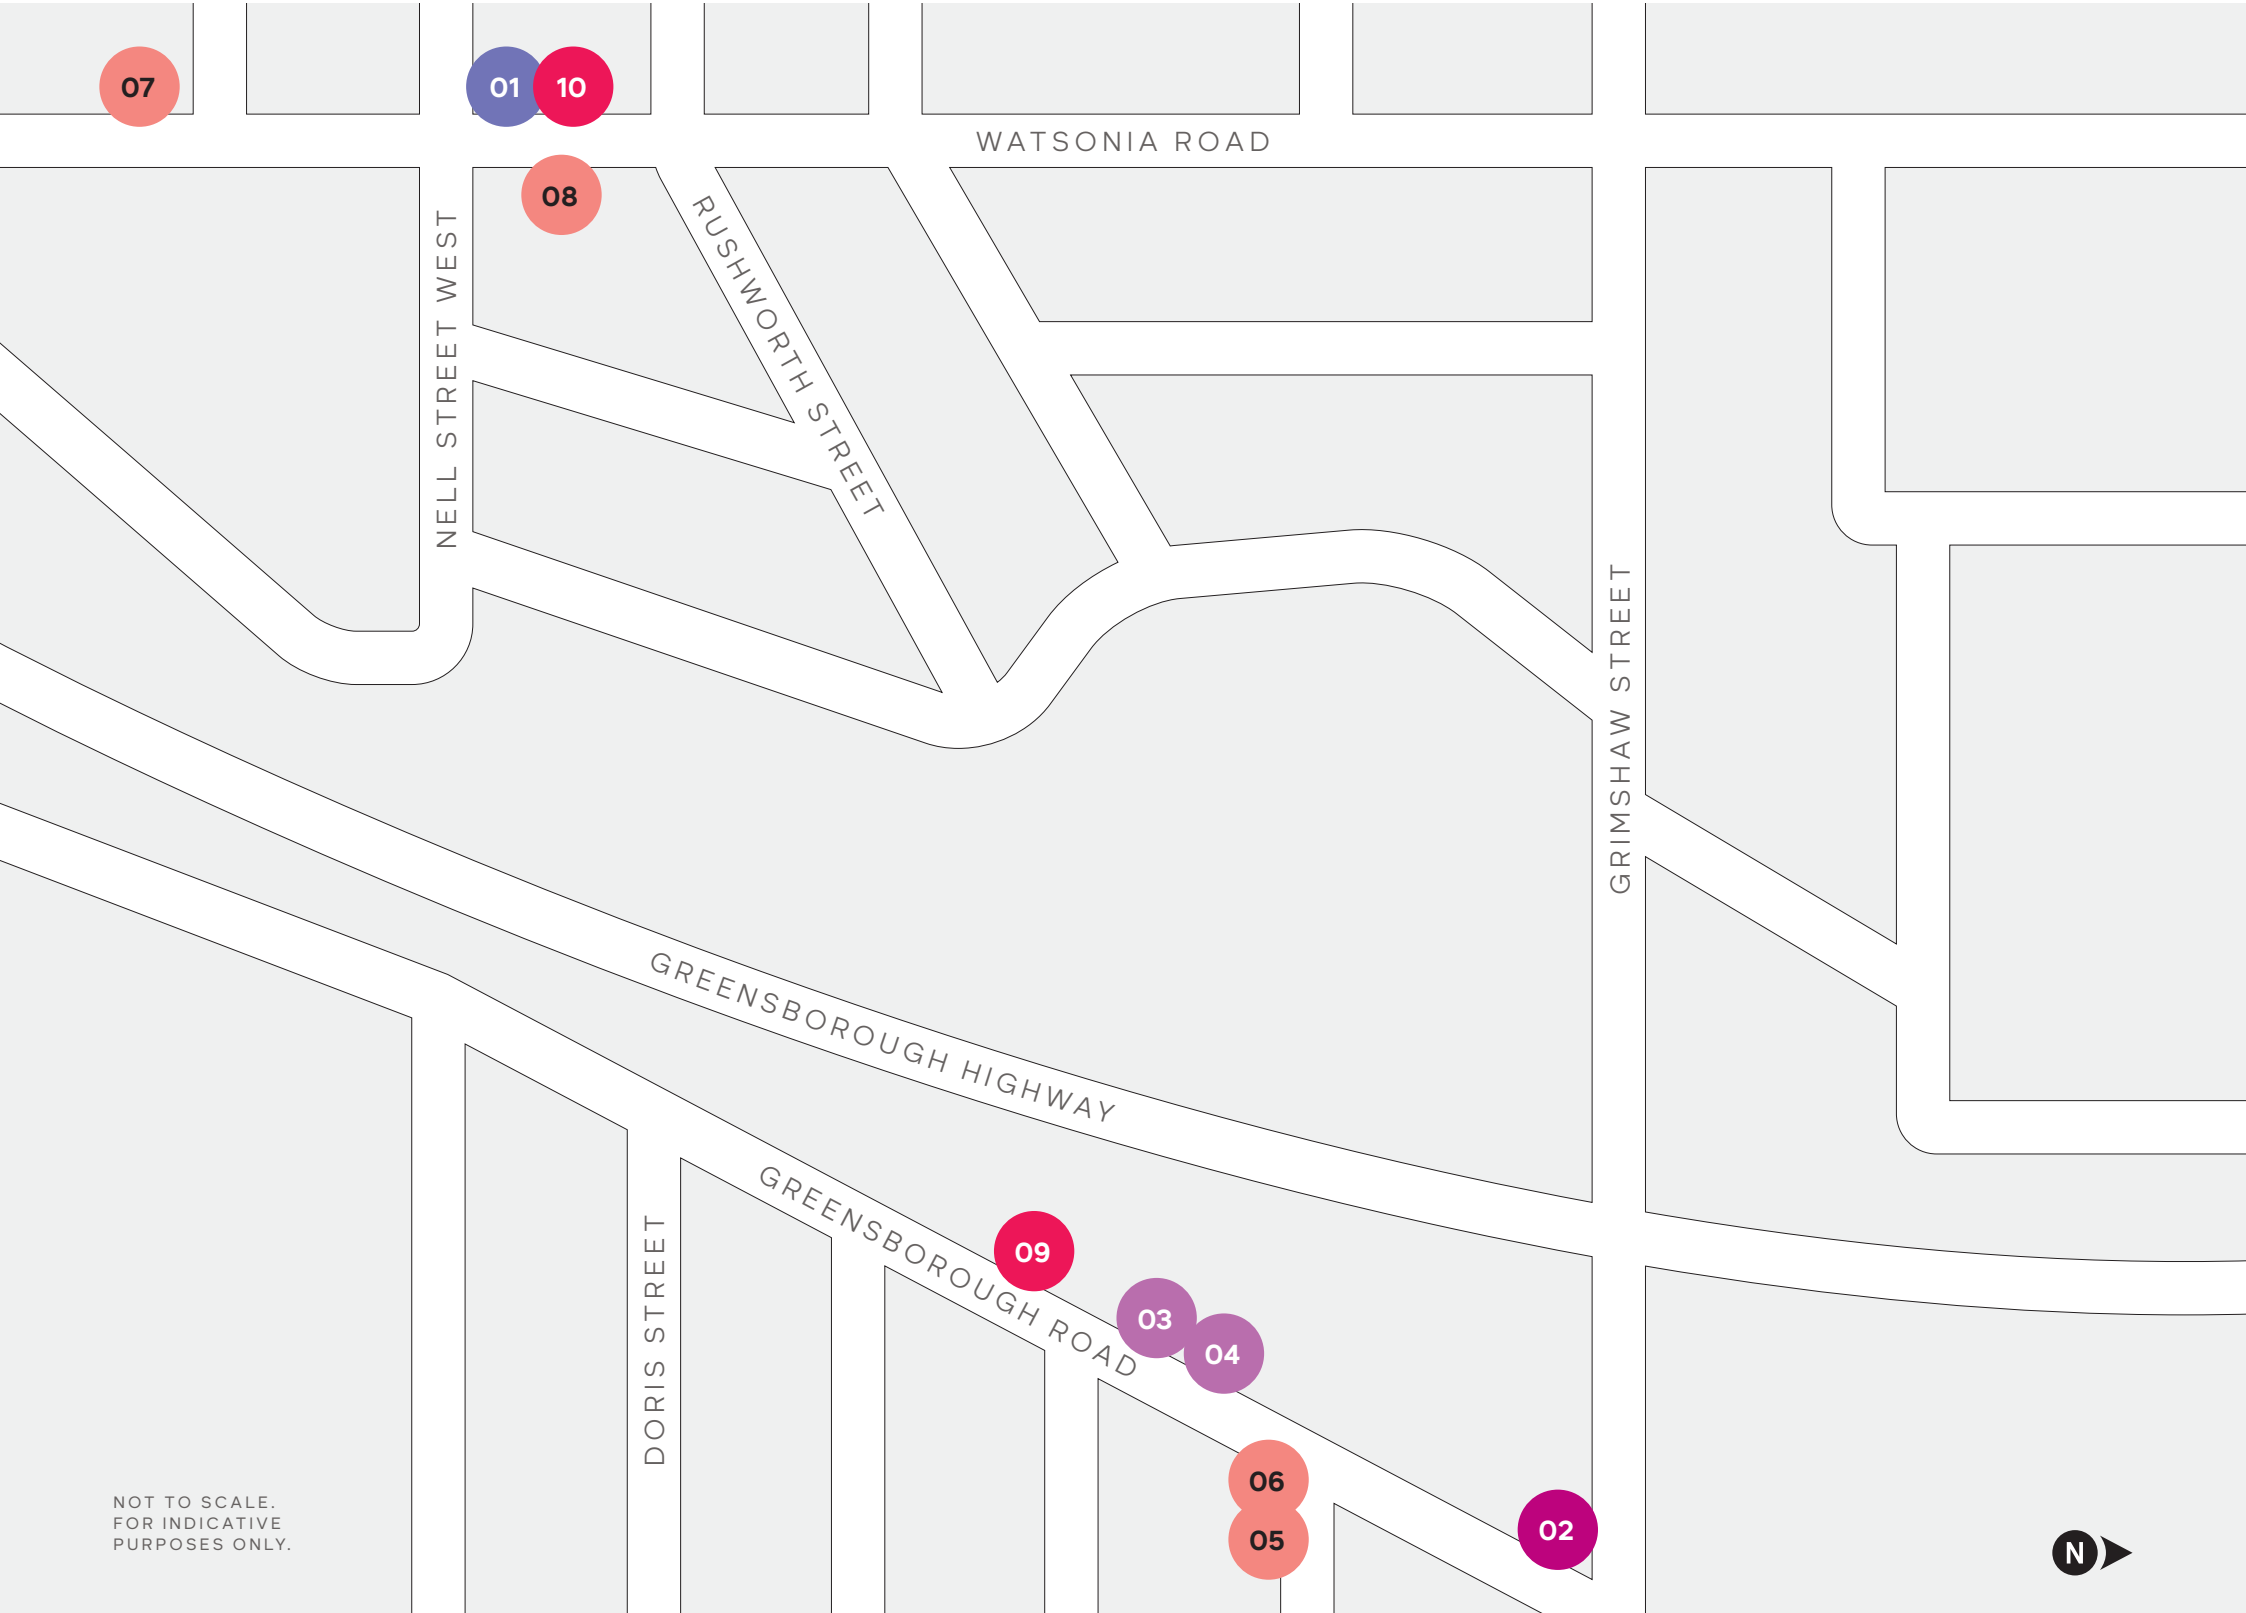 07
01
10
WATSONIA ROAD
08
NELL STREET WEST
RUSHWORTH STREET
GRIMSHAW STREET
GREENSBOROUGH HIGHWAY
GREENSBOROUGH ROAD
DORIS STREET
09
03
04
06
05
02
NOT TO SCALE.
FOR INDICATIVE
PURPOSES ONLY.
N